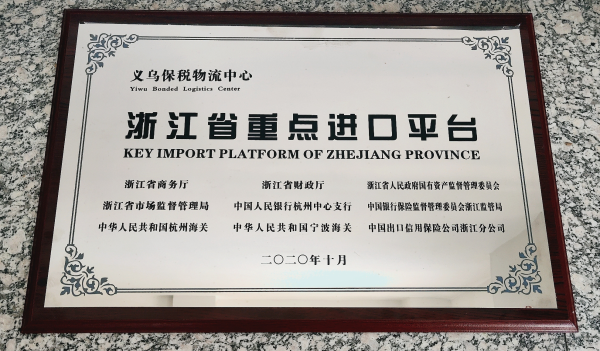 义乌保税物流中心
Yiwu Bonded Logistics Center
浙江省重点进口平台
KEY IMPORT PLATFORM OF ZHEJIANG PROVINCE
浙江省商务厅 浙江省财政厅 浙江省人民政府国有资产监督管理委员会
浙江省市场监督管理局 中国人民银行杭州中心支行 中国银行保险监督管理委员会浙江监管局
中华人民共和国杭州海关 中华人民共和国宁波海关 中国出口信用保险公司浙江分公司
二〇二〇年十月